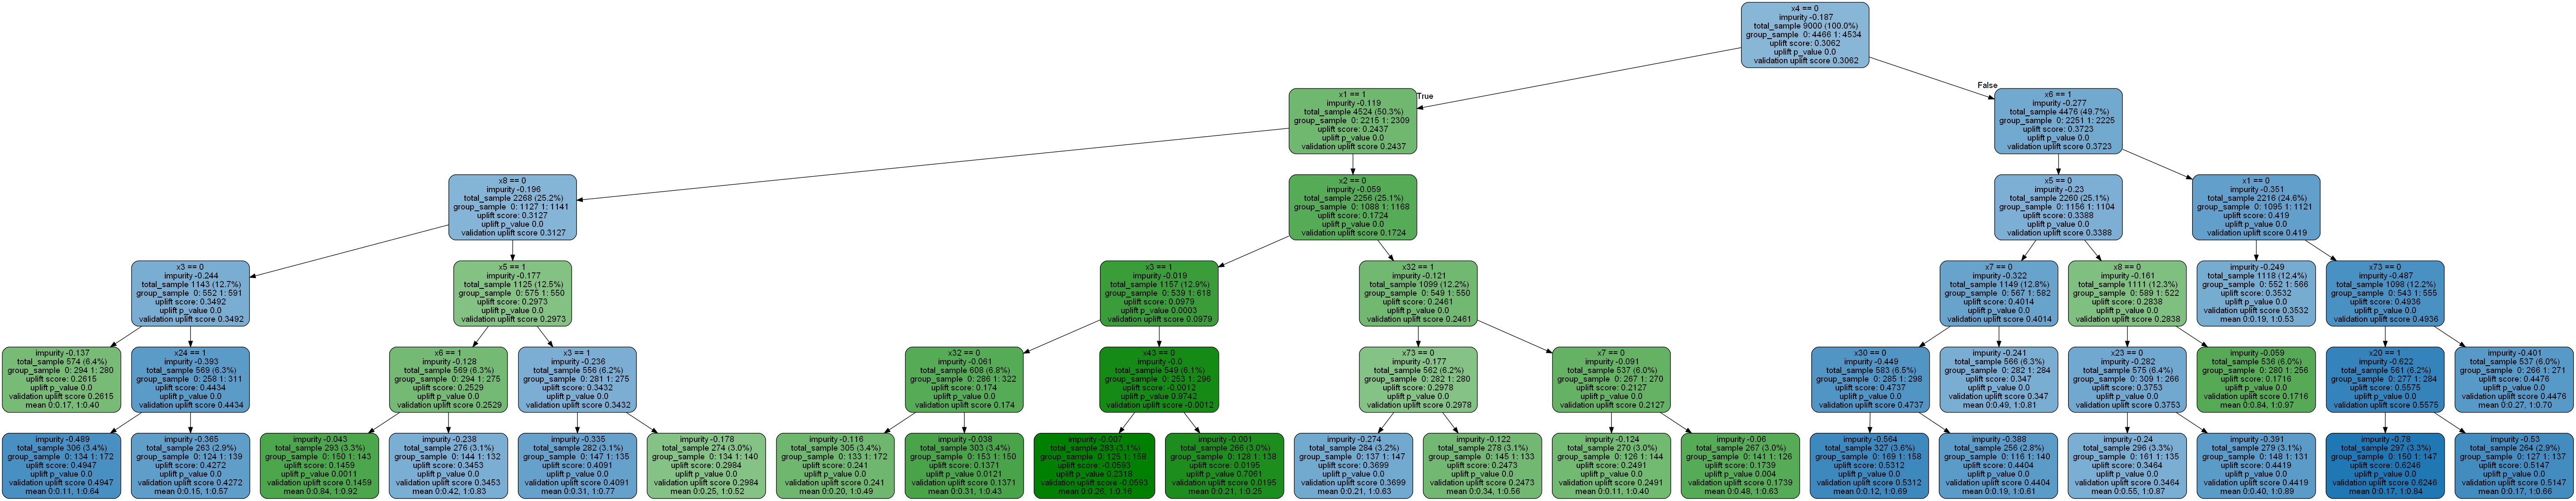 x4 == 0
impurity -0.187
total_sample 9000 (100.0%)
group_sample 0: 4466 1: 4534
uplift score: 0.3062
uplift p_value 0.0
validation uplift score 0.3062
True
False
x1 == 1
impurity -0.119
total_sample 4524 (50.3%)
group_sample 0: 2215 1: 2309
uplift score: 0.2437
uplift p_value 0.0
validation uplift score 0.2437
x6 == 1
impurity -0.277
total_sample 4476 (49.7%)
group_sample 0: 2251 1: 2225
uplift score: 0.3723
uplift p_value 0.0
validation uplift score 0.3723
x8 == 0
impurity -0.196
total_sample 2268 (25.2%)
group_sample 0: 1127 1: 1141
uplift score: 0.3127
uplift p_value 0.0
validation uplift score 0.3127
x2 == 0
impurity -0.059
total_sample 2256 (25.1%)
group_sample 0: 1088 1: 1168
uplift score: 0.1724
uplift p_value 0.0
validation uplift score 0.1724
x5 == 0
impurity -0.23
total_sample 2260 (25.1%)
group_sample 0: 1156 1: 1104
uplift score: 0.3388
uplift p_value 0.0
validation uplift score 0.3388
x1 == 0
impurity -0.351
total_sample 2216 (24.6%)
group_sample 0: 1095 1: 1121
uplift score: 0.419
uplift p_value 0.0
validation uplift score 0.419
x3 == 0
impurity -0.244
total_sample 1143 (12.7%)
group_sample 0: 552 1: 591
uplift score: 0.3492
uplift p_value 0.0
validation uplift score 0.3492
x5 == 1
impurity -0.177
total_sample 1125 (12.5%)
group_sample 0: 575 1: 550
uplift score: 0.2973
uplift p_value 0.0
validation uplift score 0.2973
x3 == 1
impurity -0.019
total_sample 1157 (12.9%)
group_sample 0: 539 1: 618
uplift score: 0.0979
uplift p_value 0.0003
validation uplift score 0.0979
x32 == 1
impurity -0.121
total_sample 1099 (12.2%)
group_sample 0: 549 1: 550
uplift score: 0.2461
uplift p_value 0.0
validation uplift score 0.2461
x7 == 0
impurity -0.322
total_sample 1149 (12.8%)
group_sample 0: 567 1: 582
uplift score: 0.4014
uplift p_value 0.0
validation uplift score 0.4014
x8 == 0
impurity -0.161
total_sample 1111 (12.3%)
group_sample 0: 589 1: 522
uplift score: 0.2838
uplift p_value 0.0
validation uplift score 0.2838
impurity -0.249
total_sample 1118 (12.4%)
group_sample 0: 552 1: 566
uplift score: 0.3532
uplift p_value 0.0
validation uplift score 0.3532
mean 0:0.19, 1:0.53
x73 == 0
impurity -0.487
total_sample 1098 (12.2%)
group_sample 0: 543 1: 555
uplift score: 0.4936
uplift p_value 0.0
validation uplift score 0.4936
impurity -0.137
total_sample 574 (6.4%)
group_sample 0: 294 1: 280
uplift score: 0.2615
uplift p_value 0.0
validation uplift score 0.2615
mean 0:0.17, 1:0.40
x24 == 1
impurity -0.393
total_sample 569 (6.3%)
group_sample 0: 258 1: 311
uplift score: 0.4434
uplift p_value 0.0
validation uplift score 0.4434
x6 == 1
impurity -0.128
total_sample 569 (6.3%)
group_sample 0: 294 1: 275
uplift score: 0.2529
uplift p_value 0.0
validation uplift score 0.2529
x3 == 1
impurity -0.236
total_sample 556 (6.2%)
group_sample 0: 281 1: 275
uplift score: 0.3432
uplift p_value 0.0
validation uplift score 0.3432
x32 == 0
impurity -0.061
total_sample 608 (6.8%)
group_sample 0: 286 1: 322
uplift score: 0.174
uplift p_value 0.0
validation uplift score 0.174
x43 == 0
impurity -0.0
total_sample 549 (6.1%)
group_sample 0: 253 1: 296
uplift score: -0.0012
uplift p_value 0.9742
validation uplift score -0.0012
x73 == 0
impurity -0.177
total_sample 562 (6.2%)
group_sample 0: 282 1: 280
uplift score: 0.2978
uplift p_value 0.0
validation uplift score 0.2978
x7 == 0
impurity -0.091
total_sample 537 (6.0%)
group_sample 0: 267 1: 270
uplift score: 0.2127
uplift p_value 0.0
validation uplift score 0.2127
x30 == 0
impurity -0.449
total_sample 583 (6.5%)
group_sample 0: 285 1: 298
uplift score: 0.4737
uplift p_value 0.0
validation uplift score 0.4737
impurity -0.241
total_sample 566 (6.3%)
group_sample 0: 282 1: 284
uplift score: 0.347
uplift p_value 0.0
validation uplift score 0.347
mean 0:0.49, 1:0.81
x23 == 0
impurity -0.282
total_sample 575 (6.4%)
group_sample 0: 309 1: 266
uplift score: 0.3753
uplift p_value 0.0
validation uplift score 0.3753
impurity -0.059
total_sample 536 (6.0%)
group_sample 0: 280 1: 256
uplift score: 0.1716
uplift p_value 0.0
validation uplift score 0.1716
mean 0:0.84, 1:0.97
x20 == 1
impurity -0.622
total_sample 561 (6.2%)
group_sample 0: 277 1: 284
uplift score: 0.5575
uplift p_value 0.0
validation uplift score 0.5575
impurity -0.401
total_sample 537 (6.0%)
group_sample 0: 266 1: 271
uplift score: 0.4476
uplift p_value 0.0
validation uplift score 0.4476
mean 0:0.27, 1:0.70
impurity -0.489
total_sample 306 (3.4%)
group_sample 0: 134 1: 172
uplift score: 0.4947
uplift p_value 0.0
validation uplift score 0.4947
mean 0:0.11, 1:0.64
impurity -0.365
total_sample 263 (2.9%)
group_sample 0: 124 1: 139
uplift score: 0.4272
uplift p_value 0.0
validation uplift score 0.4272
mean 0:0.15, 1:0.57
impurity -0.043
total_sample 293 (3.3%)
group_sample 0: 150 1: 143
uplift score: 0.1459
uplift p_value 0.0011
validation uplift score 0.1459
mean 0:0.84, 1:0.92
impurity -0.238
total_sample 276 (3.1%)
group_sample 0: 144 1: 132
uplift score: 0.3453
uplift p_value 0.0
validation uplift score 0.3453
mean 0:0.42, 1:0.83
impurity -0.335
total_sample 282 (3.1%)
group_sample 0: 147 1: 135
uplift score: 0.4091
uplift p_value 0.0
validation uplift score 0.4091
mean 0:0.31, 1:0.77
impurity -0.178
total_sample 274 (3.0%)
group_sample 0: 134 1: 140
uplift score: 0.2984
uplift p_value 0.0
validation uplift score 0.2984
mean 0:0.25, 1:0.52
impurity -0.116
total_sample 305 (3.4%)
group_sample 0: 133 1: 172
uplift score: 0.241
uplift p_value 0.0
validation uplift score 0.241
mean 0:0.20, 1:0.49
impurity -0.038
total_sample 303 (3.4%)
group_sample 0: 153 1: 150
uplift score: 0.1371
uplift p_value 0.0121
validation uplift score 0.1371
mean 0:0.31, 1:0.43
impurity -0.007
total_sample 283 (3.1%)
group_sample 0: 125 1: 158
uplift score: -0.0593
uplift p_value 0.2318
validation uplift score -0.0593
mean 0:0.26, 1:0.16
impurity -0.001
total_sample 266 (3.0%)
group_sample 0: 128 1: 138
uplift score: 0.0195
uplift p_value 0.7061
validation uplift score 0.0195
mean 0:0.21, 1:0.25
impurity -0.274
total_sample 284 (3.2%)
group_sample 0: 137 1: 147
uplift score: 0.3699
uplift p_value 0.0
validation uplift score 0.3699
mean 0:0.21, 1:0.63
impurity -0.122
total_sample 278 (3.1%)
group_sample 0: 145 1: 133
uplift score: 0.2473
uplift p_value 0.0
validation uplift score 0.2473
mean 0:0.34, 1:0.56
impurity -0.124
total_sample 270 (3.0%)
group_sample 0: 126 1: 144
uplift score: 0.2491
uplift p_value 0.0
validation uplift score 0.2491
mean 0:0.11, 1:0.40
impurity -0.06
total_sample 267 (3.0%)
group_sample 0: 141 1: 126
uplift score: 0.1739
uplift p_value 0.004
validation uplift score 0.1739
mean 0:0.48, 1:0.63
impurity -0.564
total_sample 327 (3.6%)
group_sample 0: 169 1: 158
uplift score: 0.5312
uplift p_value 0.0
validation uplift score 0.5312
mean 0:0.12, 1:0.69
impurity -0.388
total_sample 256 (2.8%)
group_sample 0: 116 1: 140
uplift score: 0.4404
uplift p_value 0.0
validation uplift score 0.4404
mean 0:0.19, 1:0.61
impurity -0.24
total_sample 296 (3.3%)
group_sample 0: 161 1: 135
uplift score: 0.3464
uplift p_value 0.0
validation uplift score 0.3464
mean 0:0.55, 1:0.87
impurity -0.391
total_sample 279 (3.1%)
group_sample 0: 148 1: 131
uplift score: 0.4419
uplift p_value 0.0
validation uplift score 0.4419
mean 0:0.40, 1:0.89
impurity -0.78
total_sample 297 (3.3%)
group_sample 0: 150 1: 147
uplift score: 0.6246
uplift p_value 0.0
validation uplift score 0.6246
mean 0:0.17, 1:0.84
impurity -0.53
total_sample 264 (2.9%)
group_sample 0: 127 1: 137
uplift score: 0.5147
uplift p_value 0.0
validation uplift score 0.5147
mean 0:0.17, 1:0.66